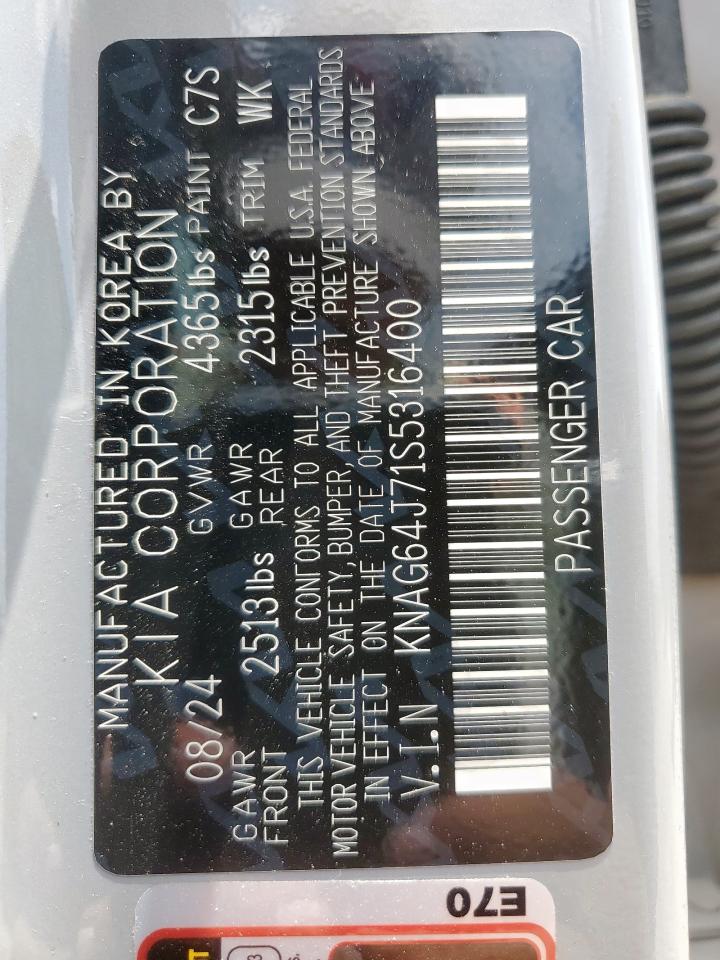 MANUFACTURED IN KOREA BY
KIA CORPORATION
08/24 GVWR 4365lbs PAINT C7S
GAWR FRONT 2513lbs GAWR REAR 2315lbs TRIM WK
THIS VEHICLE CONFORMS TO ALL APPLICABLE U.S.A. FEDERAL
MOTOR VEHICLE SAFETY, BUMPER, AND THEFT PREVENTION STANDARDS
IN EFFECT ON THE DATE OF MANUFACTURE SHOWN ABOVE
V.I.N KNAG64J71S5316400
PASSENGER CAR
E70